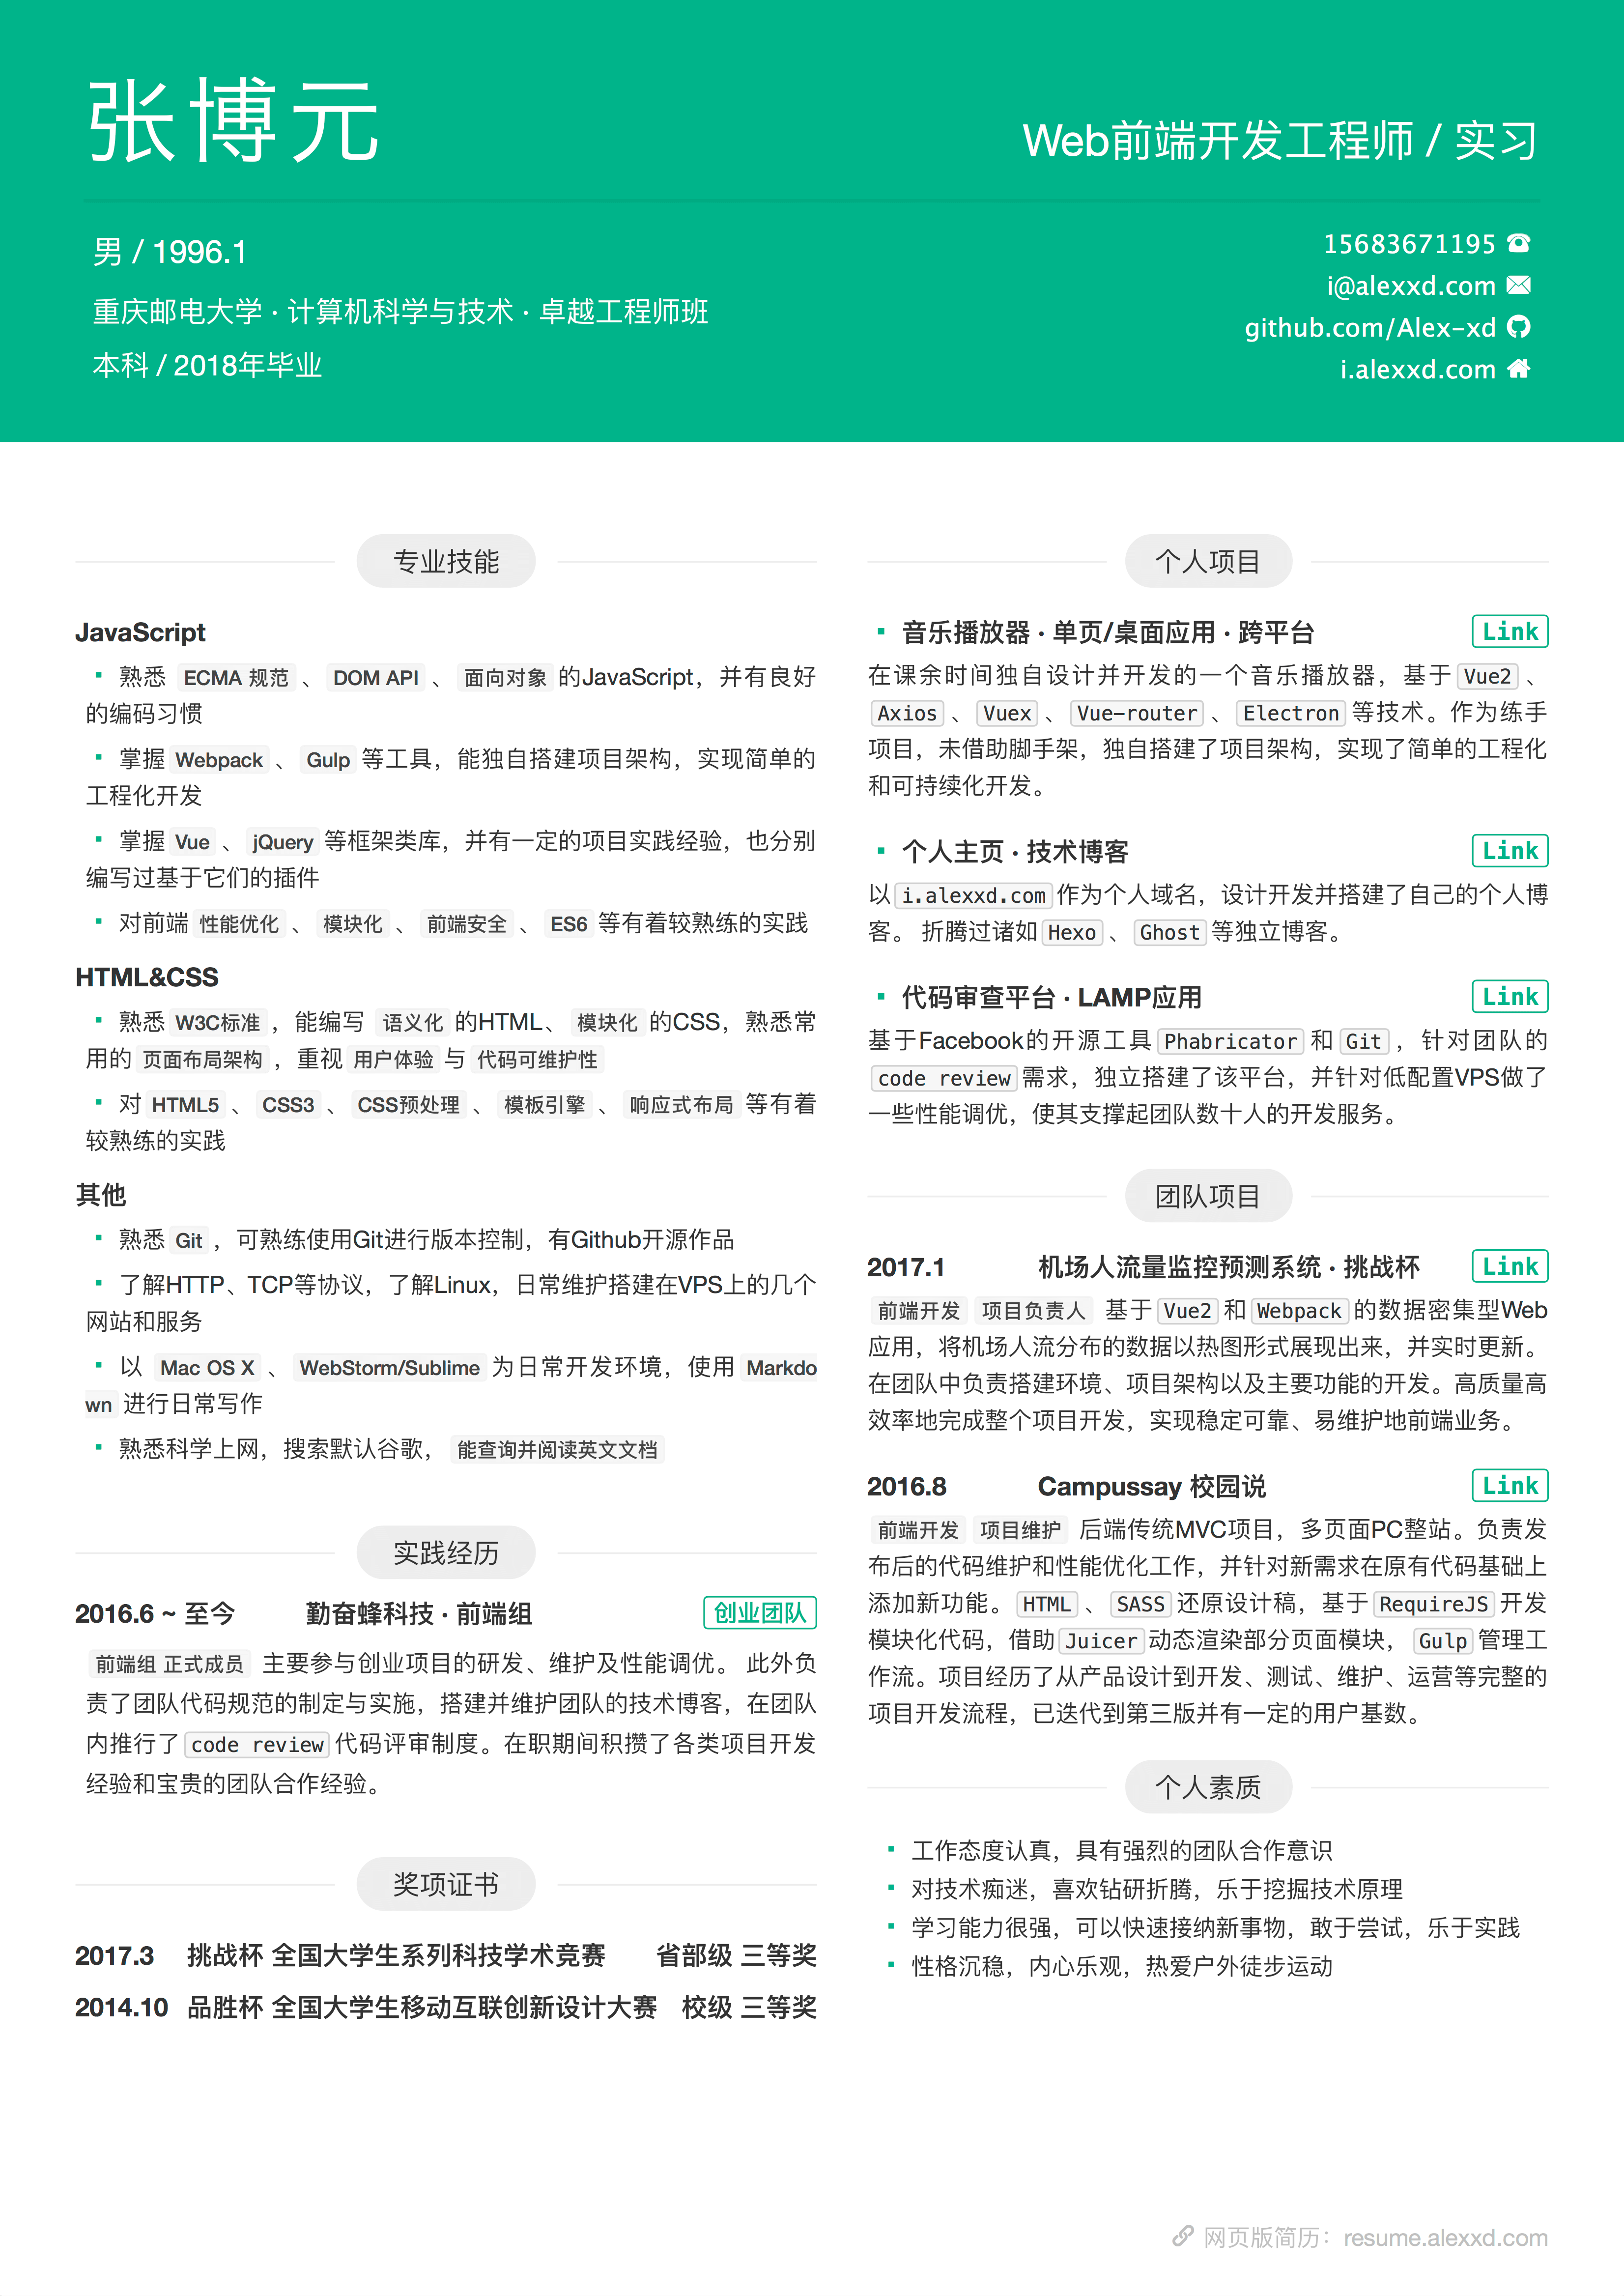 张博元
Web前端开发工程师 / 实习
男 / 1996.1
重庆邮电大学 · 计算机科学与技术 · 卓越工程师班
本科 / 2018年毕业
15683671195
i@alexxd.com
github.com/Alex-xd
i.alexxd.com
专业技能
JavaScript
熟悉 ECMA 规范 、 DOM API 、 面向对象 的JavaScript，并有良好
的编码习惯
掌握 Webpack 、 Gulp 等工具，能独自搭建项目架构，实现简单的
工程化开发
掌握 Vue 、 jQuery 等框架类库，并有一定的项目实践经验，也分别
编写过基于它们的插件
对前端 性能优化 、 模块化 、 前端安全 、 ES6 等有着较熟练的实践
HTML&CSS
熟悉 W3C标准 ，能编写 语义化 的HTML、 模块化 的CSS，熟悉常
用的 页面布局架构 ，重视 用户体验 与 代码可维护性
对 HTML5 、 CSS3 、 CSS预处理 、 模板引擎 、 响应式布局 等有着
较熟练的实践
其他
熟悉 Git ，可熟练使用Git进行版本控制，有Github开源作品
了解HTTP、TCP等协议，了解Linux，日常维护搭建在VPS上的几个
网站和服务
以 Mac OS X 、 WebStorm/Sublime 为日常开发环境，使用 Markdo
wn 进行日常写作
熟悉科学上网，搜索默认谷歌， 能查询并阅读英文文档
实践经历
2016.6 ~ 至今 勤奋蜂科技 · 前端组 创业团队
前端组 正式成员 主要参与创业项目的研发、维护及性能调优。 此外负
责了团队代码规范的制定与实施，搭建并维护团队的技术博客，在团队
内推行了 code review 代码评审制度。在职期间积攒了各类项目开发
经验和宝贵的团队合作经验。
奖项证书
2017.3 挑战杯 全国大学生系列科技学术竞赛 省部级 三等奖
2014.10 品胜杯 全国大学生移动互联创新设计大赛 校级 三等奖
个人项目
音乐播放器 · 单页/桌面应用 · 跨平台 Link
在课余时间独自设计并开发的一个音乐播放器，基于 Vue2 、
Axios 、 Vuex 、 Vue-router 、 Electron 等技术。作为练手
项目，未借助脚手架，独自搭建了项目架构，实现了简单的工程化
和可持续化开发。
个人主页 · 技术博客 Link
以 i.alexxd.com 作为个人域名，设计开发并搭建了自己的个人博
客。 折腾过诸如 Hexo 、 Ghost 等独立博客。
代码审查平台 · LAMP应用 Link
基于Facebook的开源工具 Phabricator 和 Git ，针对团队的
code review 需求，独立搭建了该平台，并针对低配置VPS做了
一些性能调优，使其支撑起团队数十人的开发服务。
团队项目
2017.1 机场人流量监控预测系统 · 挑战杯 Link
前端开发 项目负责人 基于 Vue2 和 Webpack 的数据密集型Web
应用，将机场人流分布的数据以热图形式展现出来，并实时更新。
在团队中负责搭建环境、项目架构以及主要功能的开发。高质量高
效率地完成整个项目开发，实现稳定可靠、易维护地前端业务。
2016.8 Campussay 校园说 Link
前端开发 项目维护 后端传统MVC项目，多页面PC整站。负责发
布后的代码维护和性能优化工作，并针对新需求在原有代码基础上
添加新功能。 HTML 、 SASS 还原设计稿，基于 RequireJS 开发
模块化代码，借助 Juicer 动态渲染部分页面模块， Gulp 管理工
作流。项目经历了从产品设计到开发、测试、维护、运营等完整的
项目开发流程，已迭代到第三版并有一定的用户基数。
个人素质
工作态度认真，具有强烈的团队合作意识
对技术痴迷，喜欢钻研折腾，乐于挖掘技术原理
学习能力很强，可以快速接纳新事物，敢于尝试，乐于实践
性格沉稳，内心乐观，热爱户外徒步运动
网页版简历：resume.alexxd.com